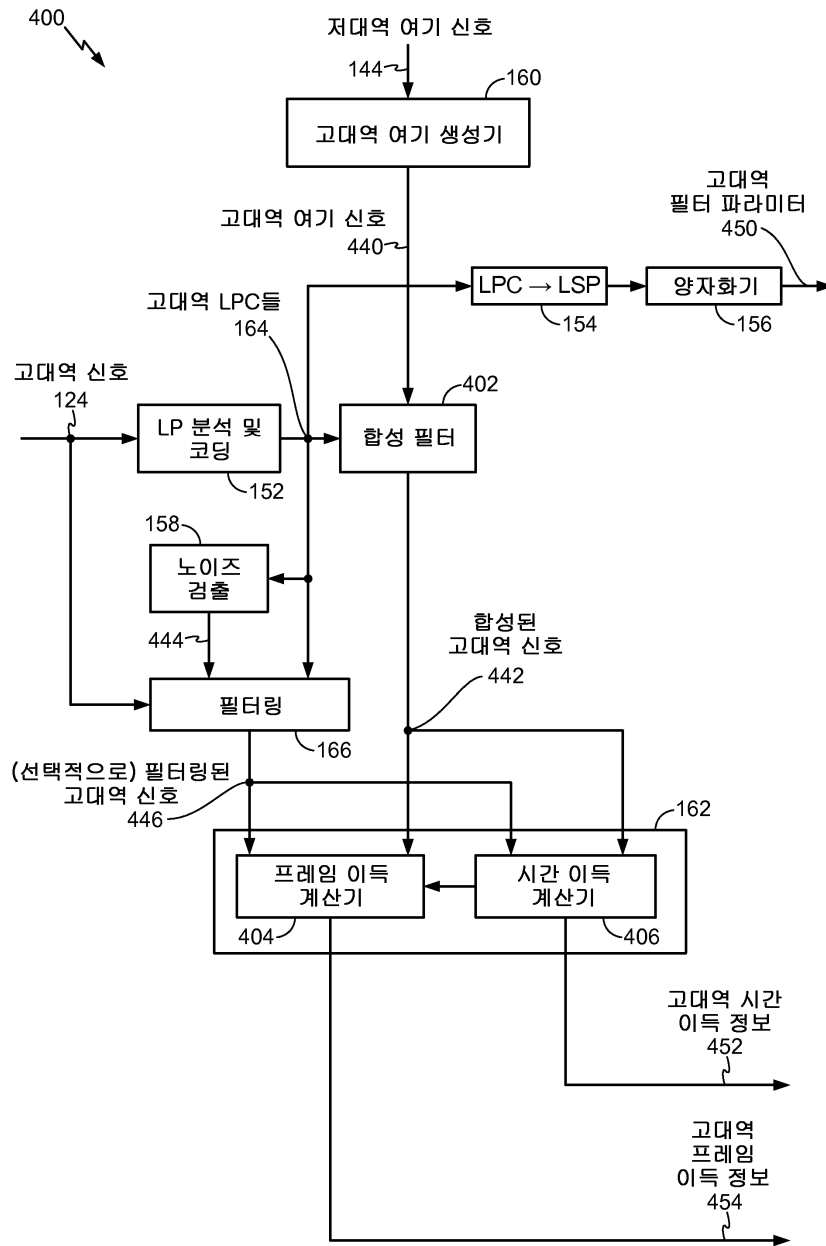 400
저대역 여기 신호
144
160
고대역 여기 생성기
고대역 여기 신호
440
고대역
필터 파라미터
450
LPC → LSP
154
양자화기
156
고대역 LPC들
164
고대역 신호
124
LP 분석 및
코딩
152
402
합성 필터
158
노이즈
검출
444
합성된
고대역 신호
442
필터링
166
(선택적으로) 필터링된
고대역 신호
446
162
프레임 이득
계산기
404
시간 이득
계산기
406
고대역 시간
이득 정보
452
고대역
프레임
이득 정보
454